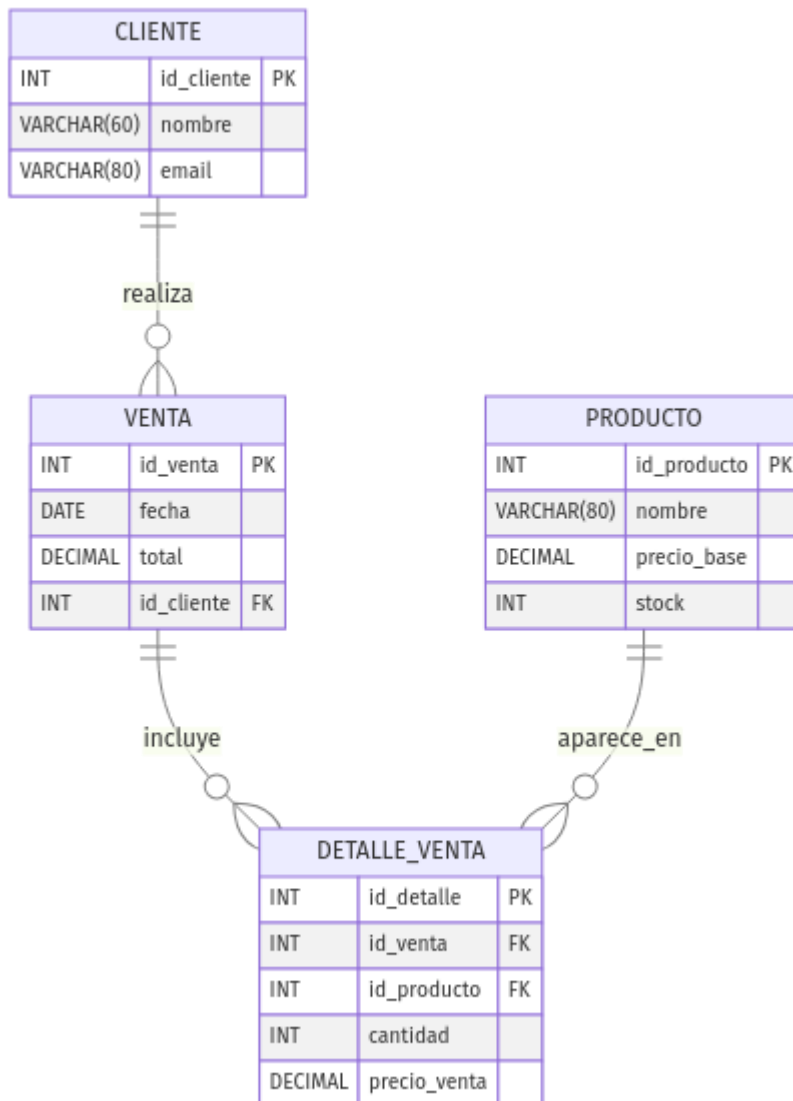 CLIENTE
INT id_cliente PK
VARCHAR(60) nombre
VARCHAR(80) email
realiza
VENTA
INT id_venta PK
DATE fecha
DECIMAL total
INT id_cliente FK
PRODUCTO
INT id_producto PK
VARCHAR(80) nombre
DECIMAL precio_base
INT stock
incluye
aparece_en
DETALLE_VENTA
INT id_detalle PK
INT id_venta FK
INT id_producto FK
INT cantidad
DECIMAL precio_venta